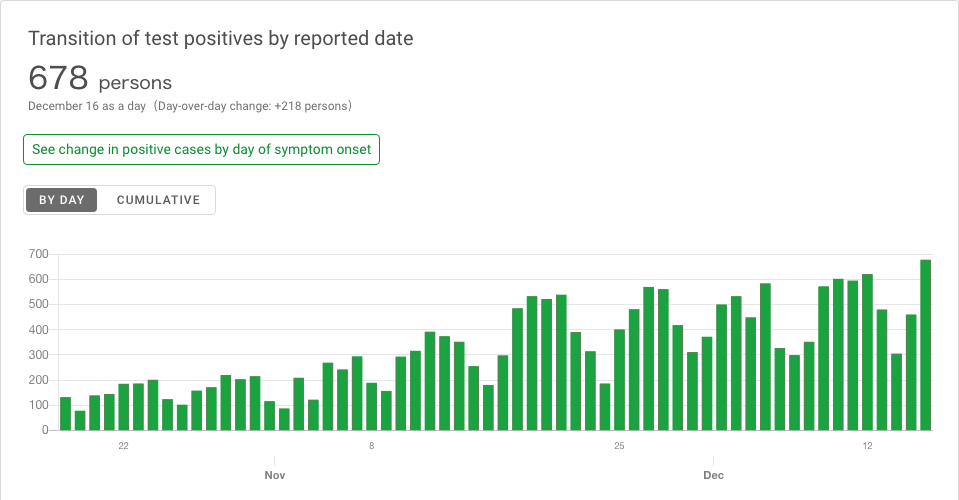 Transition of test positives by reported date
678 persons
December 16 as a day (Day-over-day change: +218 persons)
See change in positive cases by day of symptom onset
BY DAY CUMULATIVE
700
600
500
400
300
200
100
0
22 8 25 12
Nov Dec